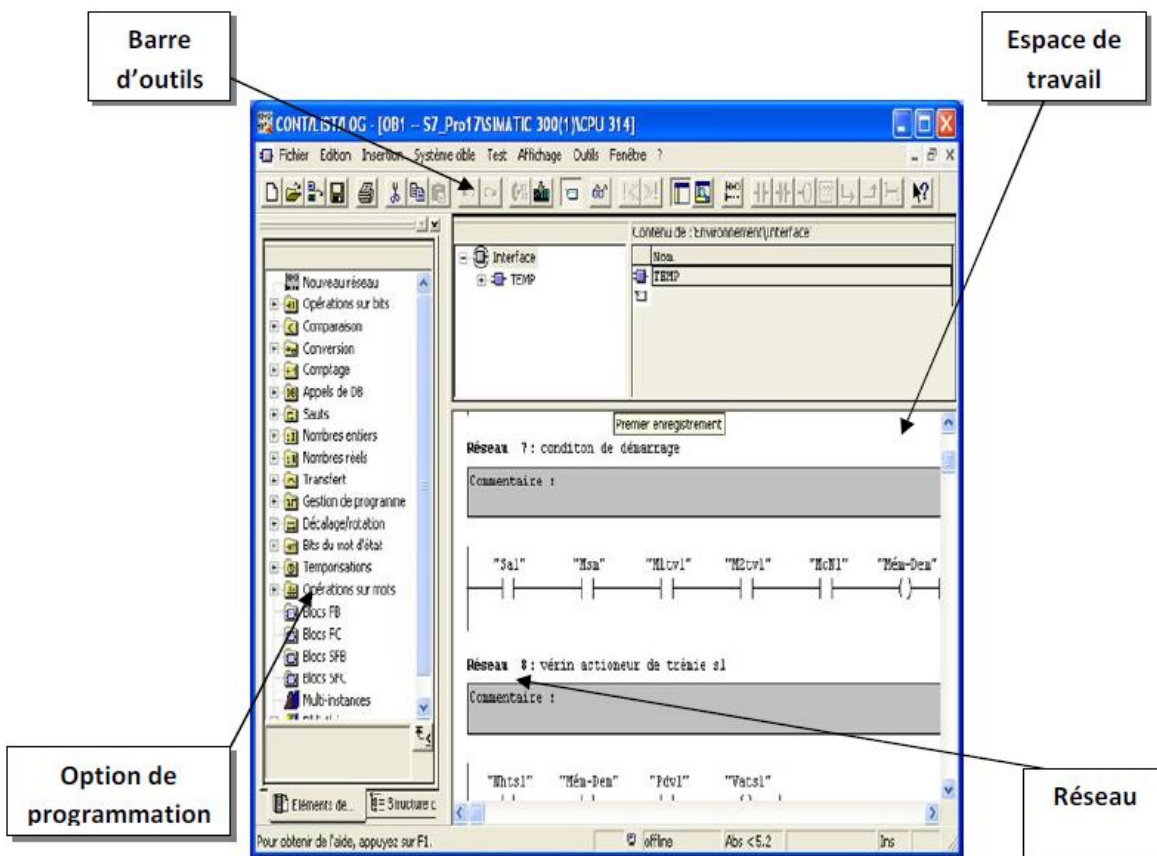 Barre
d'outils
Espace de
travail
CONT/LIST/LOG - [OB1 -- S7_Pro17\SIMATIC 300(1)\CPU 314]
Fichier Edition Insertion Système cible Test Affichage Outils Fenêtre ?
Contenu de : 'Environnement\Interface'
Interface
TEMP
Nom
TEMP
Nouveau réseau
Opérations sur bits
Comparaison
Conversion
Comptage
Appels de DB
Sauts
Nombres entiers
Nombres réels
Transfert
Gestion de programme
Décalage/rotation
Bits du mot d'état
Temporisations
Opérations sur mots
Blocs FB
Blocs FC
Blocs SFB
Blocs SFC
Multi-instances
Premier enregistrement
Réseau 7 : conditon de démarrage
Commentaire :
"Sal" "Msm" "M1tv1" "M2tv1" "McN1" "Mém-Dem"
Réseau 8 : vérin actioneur de trémie s1
Commentaire :
"Nhts1" "Mém-Dem" "Pdv1" "Vats1"
Eléments de... Structure c
Pour obtenir de l'aide, appuyez sur F1. offline Abs < 5.2 Ins
Option de
programmation
Réseau